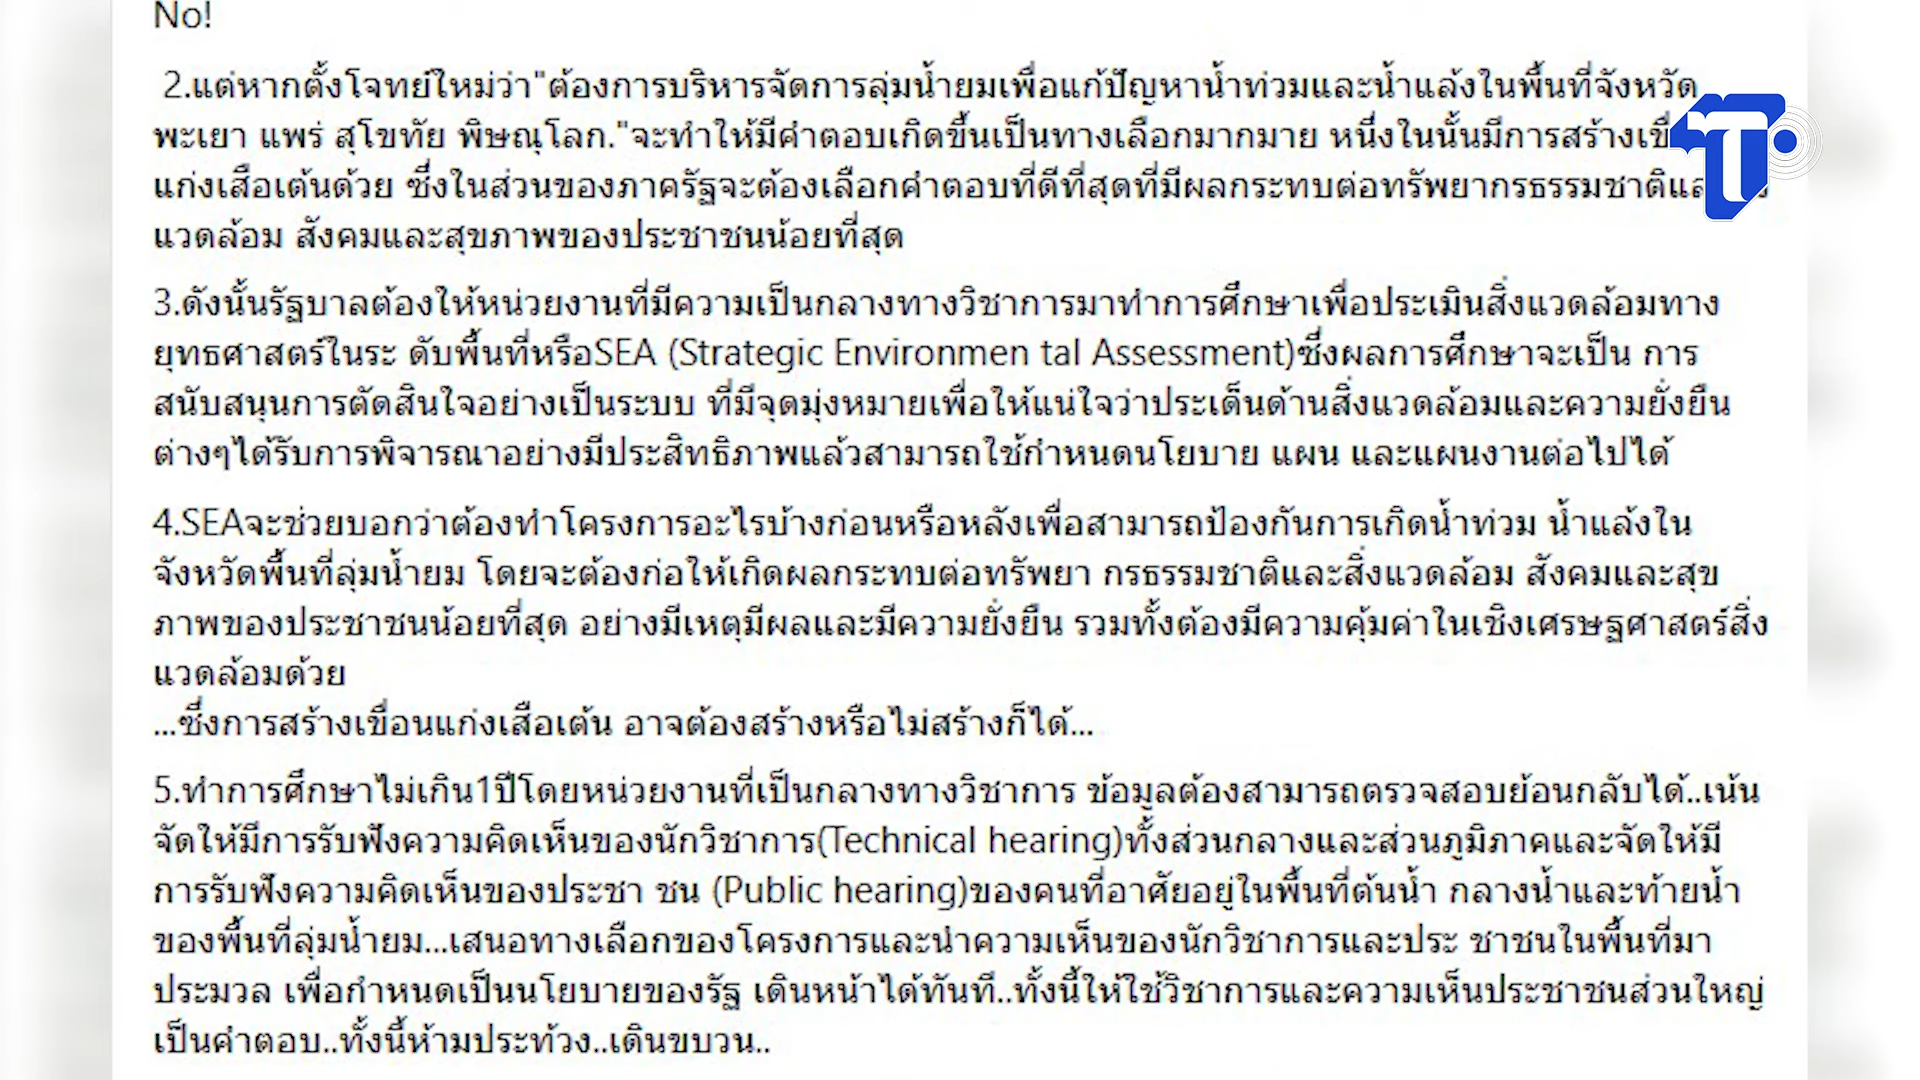 No!
2.แต่หากตั้งโจทย์ใหม่ว่า"ต้องการบริหารจัดการลุ่มน้ำยมเพื่อแก้ปัญหาน้ำท่วมและน้ำแล้งในพื้นที่จังหวัด
พะเยา แพร่ สุโขทัย พิษณุโลก."จะทำให้มีคำตอบเกิดขึ้นเป็นทางเลือกมากมาย หนึ่งในนั้นมีการสร้าง
แก่งเสือเต้นด้วย ซึ่งในส่วนของภาครัฐจะต้องเลือกคำตอบที่ดีที่สุดที่มีผลกระทบต่อทรัพยากรธรรมชาติ
แวดล้อม สังคมและสุขภาพของประชาชนน้อยที่สุด
3.ดังนั้นรัฐบาลต้องให้หน่วยงานที่มีความเป็นกลางทางวิชาการมาทำการศึกษาเพื่อประเมินสิ่งแวดล้อมทาง
ยุทธศาสตร์ในระ ดับพื้นที่หรือSEA (Strategic Environmen tal Assessment)ซึ่งผลการศึกษาจะเป็น การ
สนับสนุนการตัดสินใจอย่างเป็นระบบ ที่มีจุดมุ่งหมายเพื่อให้แน่ใจว่าประเด็นด้านสิ่งแวดล้อมและความยั่งยืน
ต่างๆได้รับการพิจารณาอย่างมีประสิทธิภาพแล้วสามารถใช้กำหนดนโยบาย แผน และแผนงานต่อไปได้
4.SEAจะช่วยบอกว่าต้องทำโครงการอะไรบ้างก่อนหรือหลังเพื่อสามารถป้องกันการเกิดน้ำท่วม น้ำแล้งใน
จังหวัดพื้นที่ลุ่มน้ำยม โดยจะต้องก่อให้เกิดผลกระทบต่อทรัพยา กรธรรมชาติและสิ่งแวดล้อม สังคมและสุข
ภาพของประชาชนน้อยที่สุด อย่างมีเหตุมีผลและมีความยั่งยืน รวมทั้งต้องมีความคุ้มค่าในเชิงเศรษฐศาสตร์สิ่ง
แวดล้อมด้วย
...ซึ่งการสร้างเขื่อนแก่งเสือเต้น อาจต้องสร้างหรือไม่สร้างก็ได้...
5.ทำการศึกษาไม่เกิน1ปีโดยหน่วยงานที่เป็นกลางทางวิชาการ ข้อมูลต้องสามารถตรวจสอบย้อนกลับได้..เน้น
จัดให้มีการรับฟังความคิดเห็นของนักวิชาการ(Technical hearing)ทั้งส่วนกลางและส่วนภูมิภาคและจัดให้มี
การรับฟังความคิดเห็นของประชา ชน (Public hearing)ของคนที่อาศัยอยู่ในพื้นที่ต้นน้ำ กลางน้ำและท้ายน้ำ
ของพื้นที่ลุ่มน้ำยม...เสนอทางเลือกของโครงการและนำความเห็นของนักวิชาการและประ ชาชนในพื้นที่มา
ประมวล เพื่อกำหนดเป็นนโยบายของรัฐ เดินหน้าได้ทันที..ทั้งนี้ให้ใช้วิชาการและความเห็นประชาชนส่วนใหญ่
เป็นคำตอบ..ทั้งนี้ห้ามประท้วง..เดินขบวน..